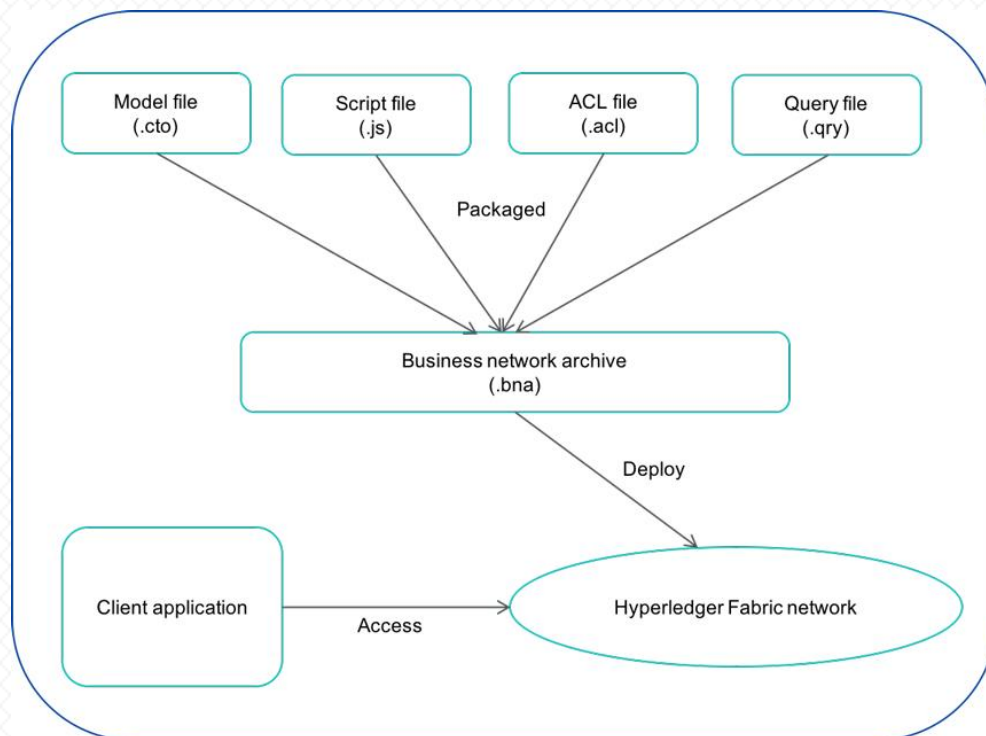 Model file
(.cto)
Script file
(.js)
ACL file
(.acl)
Query file
(.qry)
Packaged
Business network archive
(.bna)
Deploy
Client application
Access
Hyperledger Fabric network